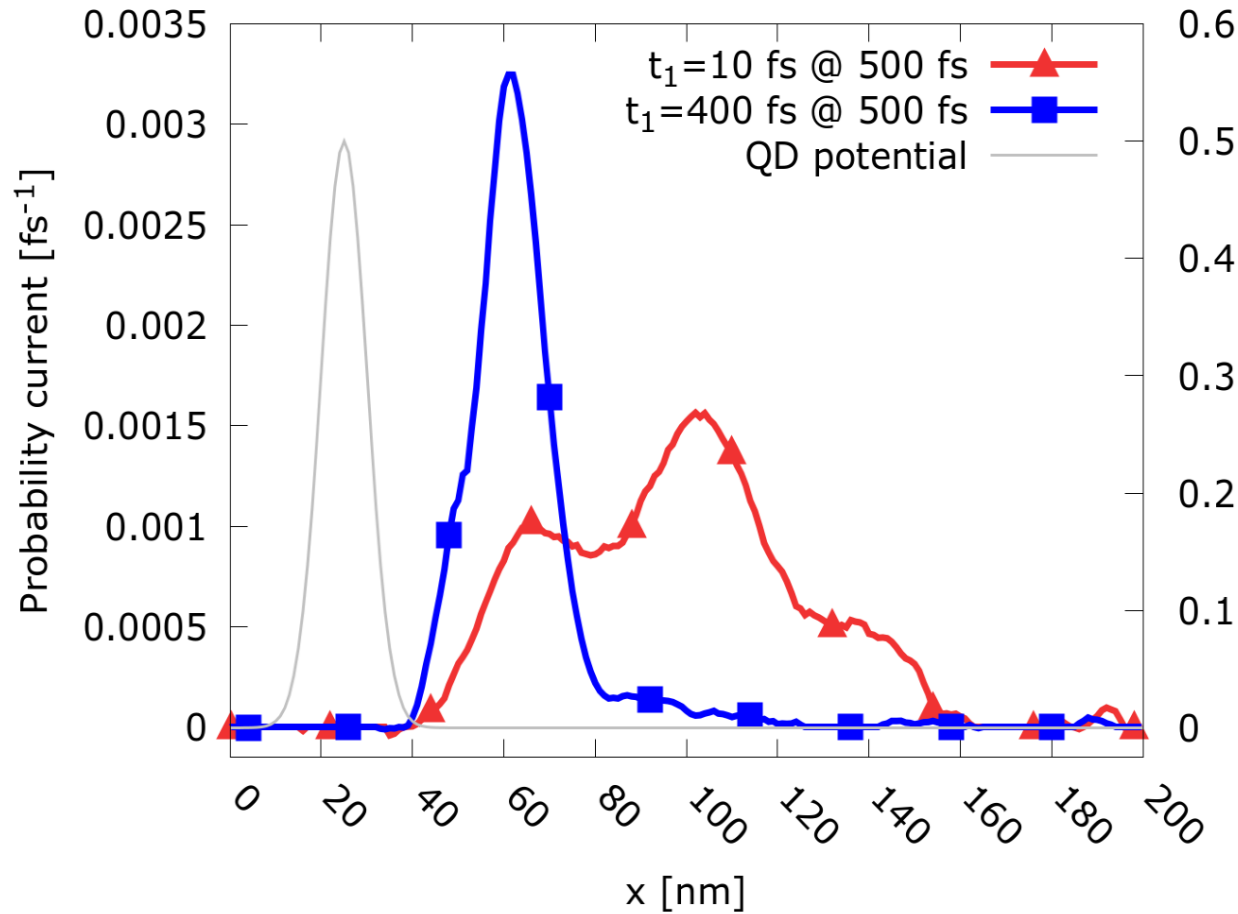 0.0035
0.003
0.0025
0.002
0.0015
0.001
0.0005
0
Probability current [fs⁻¹]
t₁=10 fs @ 500 fs
t₁=400 fs @ 500 fs
QD potential
0.6
0.5
0.4
0.3
0.2
0.1
0
0 20 40 60 80 100 120 140 160 180 200
x [nm]